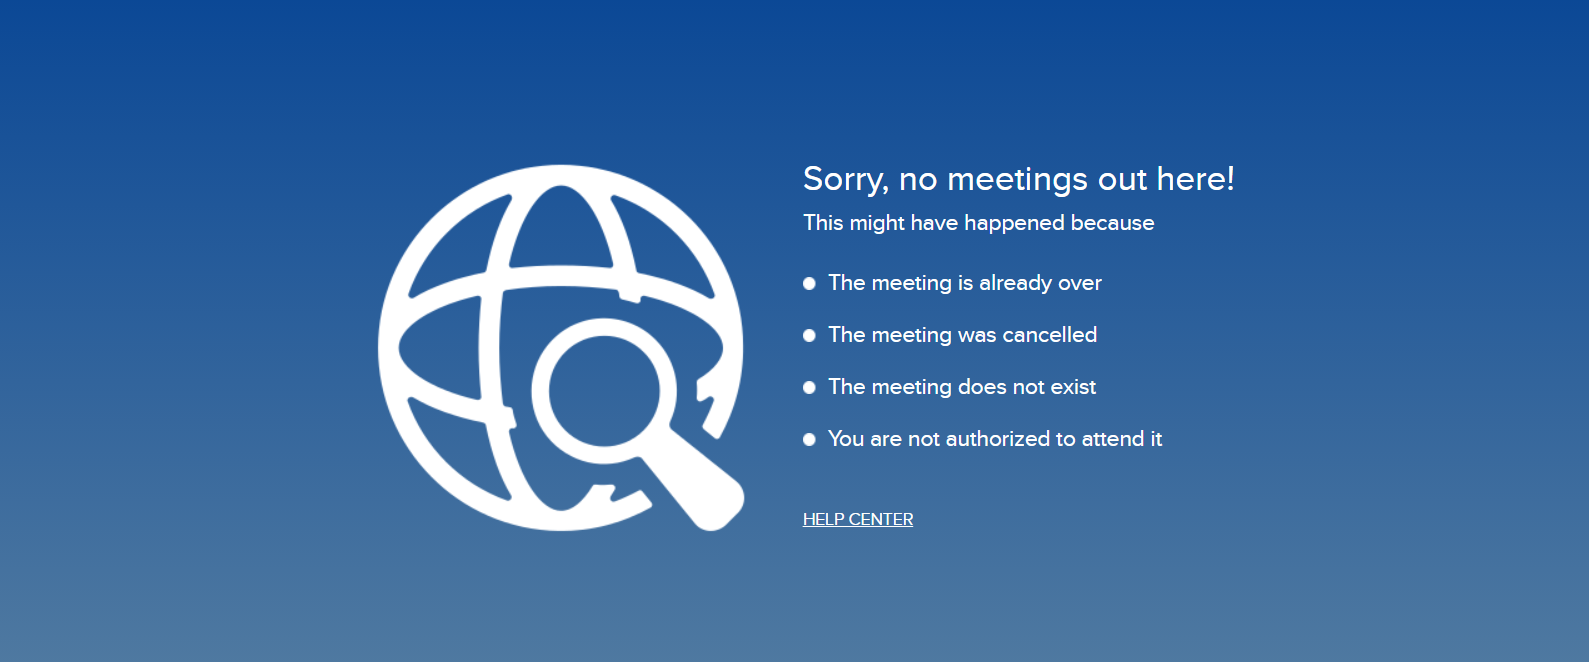 Sorry, no meetings out here!
This might have happened because
The meeting is already over
The meeting was cancelled
The meeting does not exist
You are not authorized to attend it
HELP CENTER